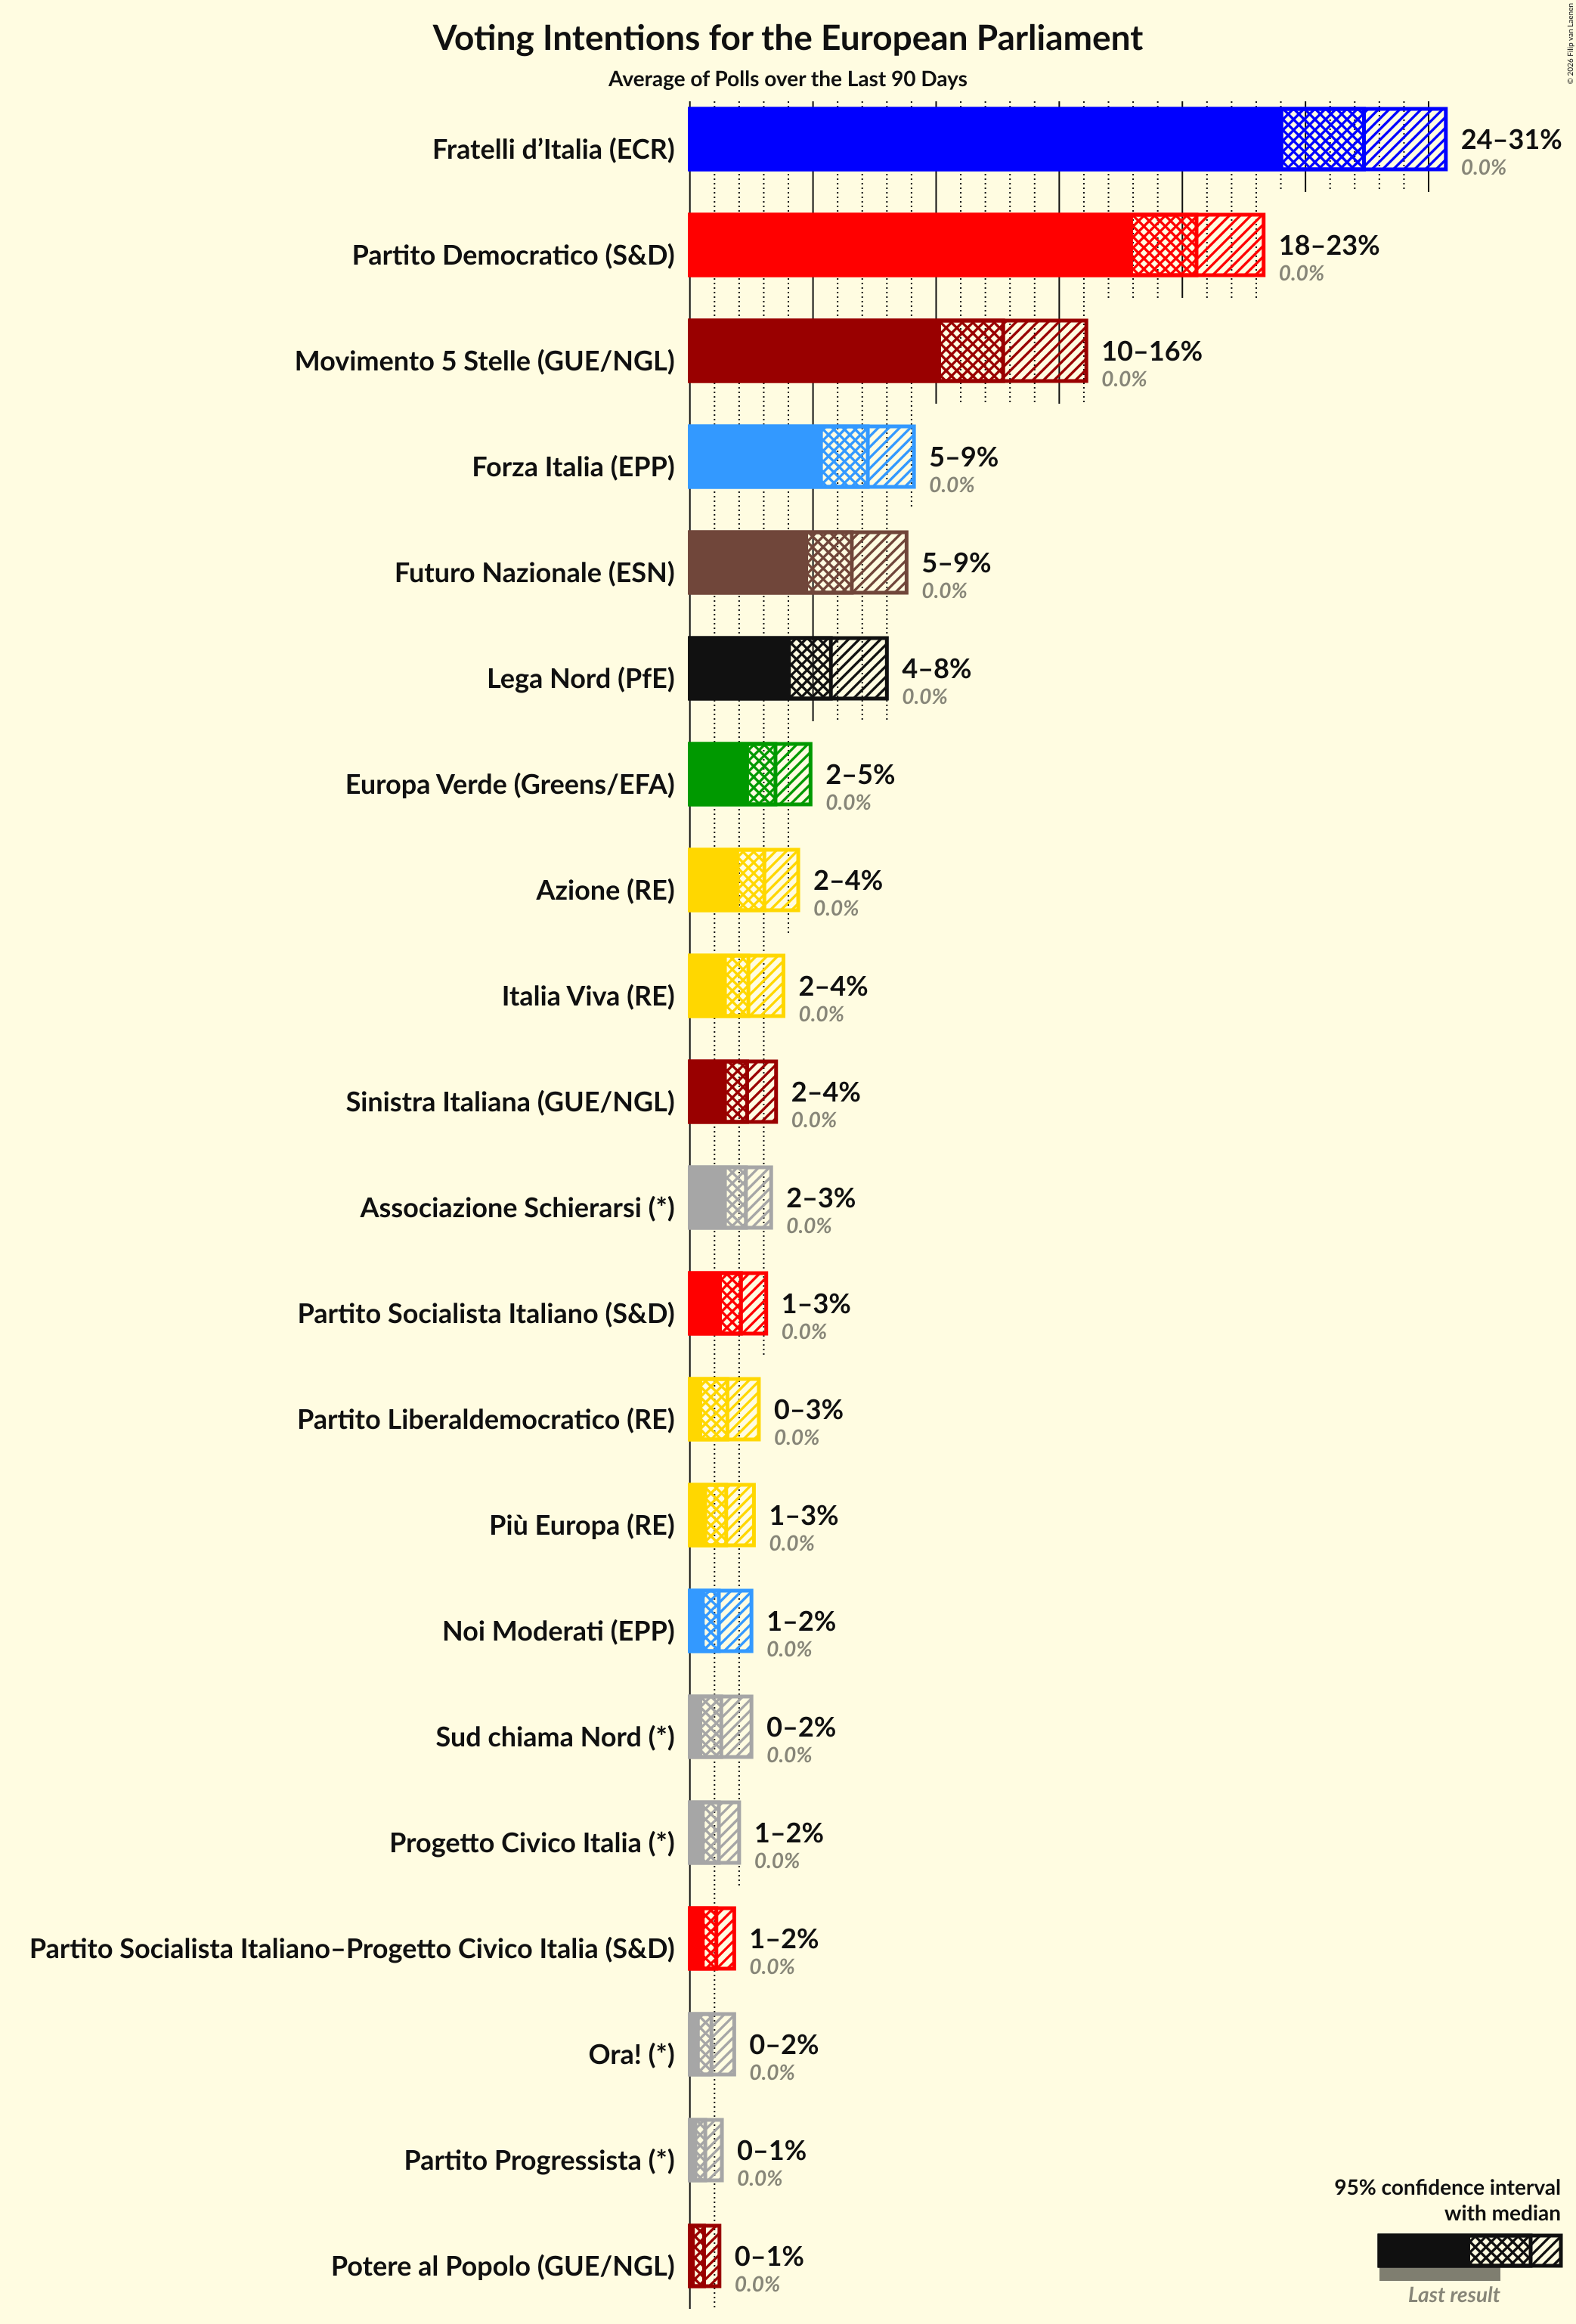 Voting Intentions for the European Parliament
Average of Polls over the Last 90 Days
© 2026 Filip van Laenen
Fratelli d’Italia (ECR)
24–31%
0.0%
Partito Democratico (S&D)
18–23%
0.0%
Movimento 5 Stelle (GUE/NGL)
10–16%
0.0%
Forza Italia (EPP)
5–9%
0.0%
Futuro Nazionale (ESN)
5–9%
0.0%
Lega Nord (PfE)
4–8%
0.0%
Europa Verde (Greens/EFA)
2–5%
0.0%
Azione (RE)
2–4%
0.0%
Italia Viva (RE)
2–4%
0.0%
Sinistra Italiana (GUE/NGL)
2–4%
0.0%
Associazione Schierarsi (*)
2–3%
0.0%
Partito Socialista Italiano (S&D)
1–3%
0.0%
Partito Liberaldemocratico (RE)
0–3%
0.0%
Più Europa (RE)
1–3%
0.0%
Noi Moderati (EPP)
1–2%
0.0%
Sud chiama Nord (*)
0–2%
0.0%
Progetto Civico Italia (*)
1–2%
0.0%
Partito Socialista Italiano–Progetto Civico Italia (S&D)
1–2%
0.0%
Ora! (*)
0–2%
0.0%
Partito Progressista (*)
0–1%
0.0%
Potere al Popolo (GUE/NGL)
0–1%
0.0%
95% confidence interval
with median
Last result